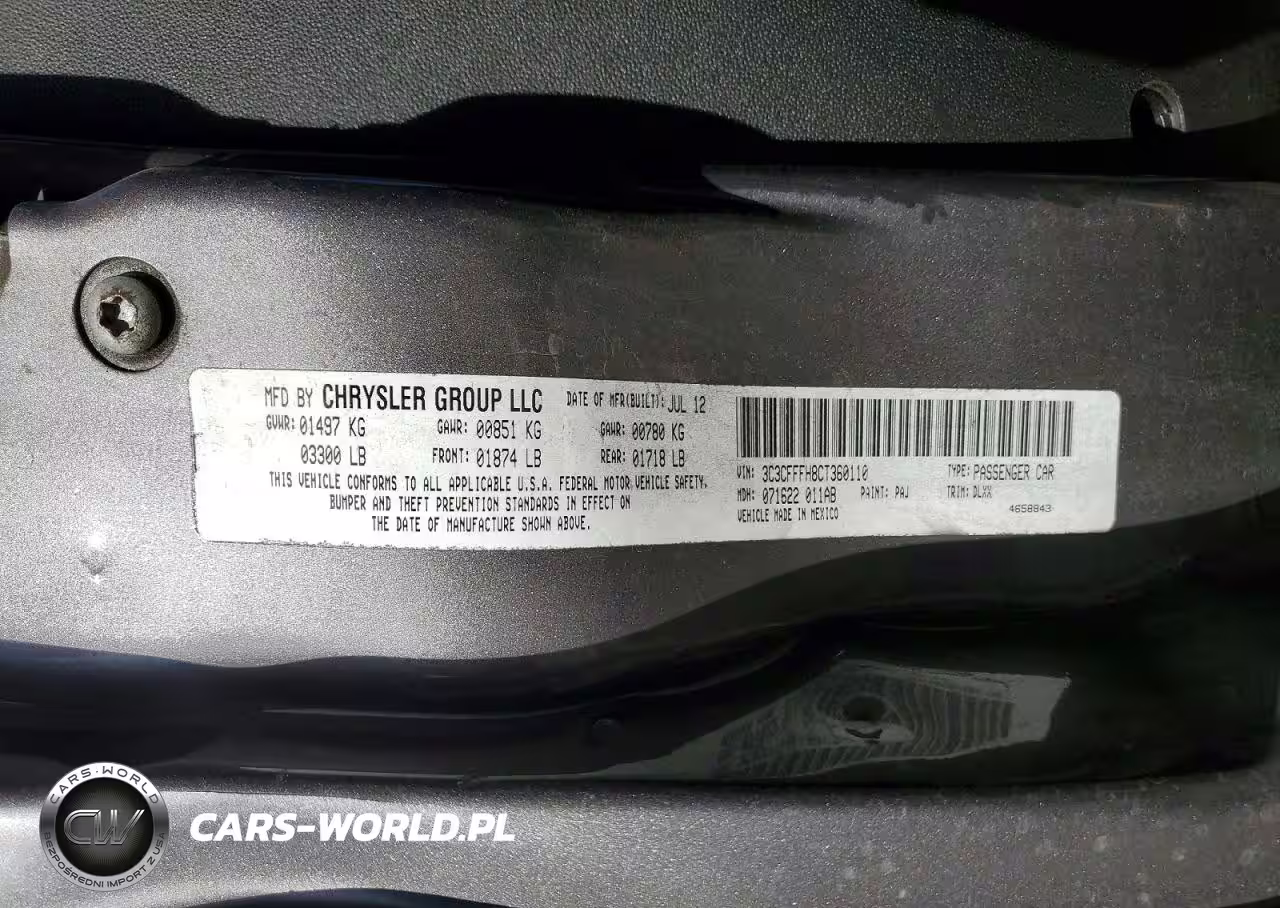 MFD BY CHRYSLER GROUP LLC DATE OF MFR(BUILT): JUL 12
GVWR: 01497 KG GAWR: 00851 KG GAWR: 00780 KG
03300 LB FRONT: 01874 LB REAR: 01718 LB
THIS VEHICLE CONFORMS TO ALL APPLICABLE U.S.A. FEDERAL MOTOR VEHICLE SAFETY,
BUMPER AND THEFT PREVENTION STANDARDS IN EFFECT ON
THE DATE OF MANUFACTURE SHOWN ABOVE.
VIN: 3C3CFFFH8CT360110 TYPE: PASSENGER CAR
MDH: 071622 011AB PAINT: PAJ TRIM: DLXX
VEHICLE MADE IN MEXICO 4658843
CARS-WORLD
CW
BEZPOŚREDNI IMPORT Z USA
CARS-WORLD.PL